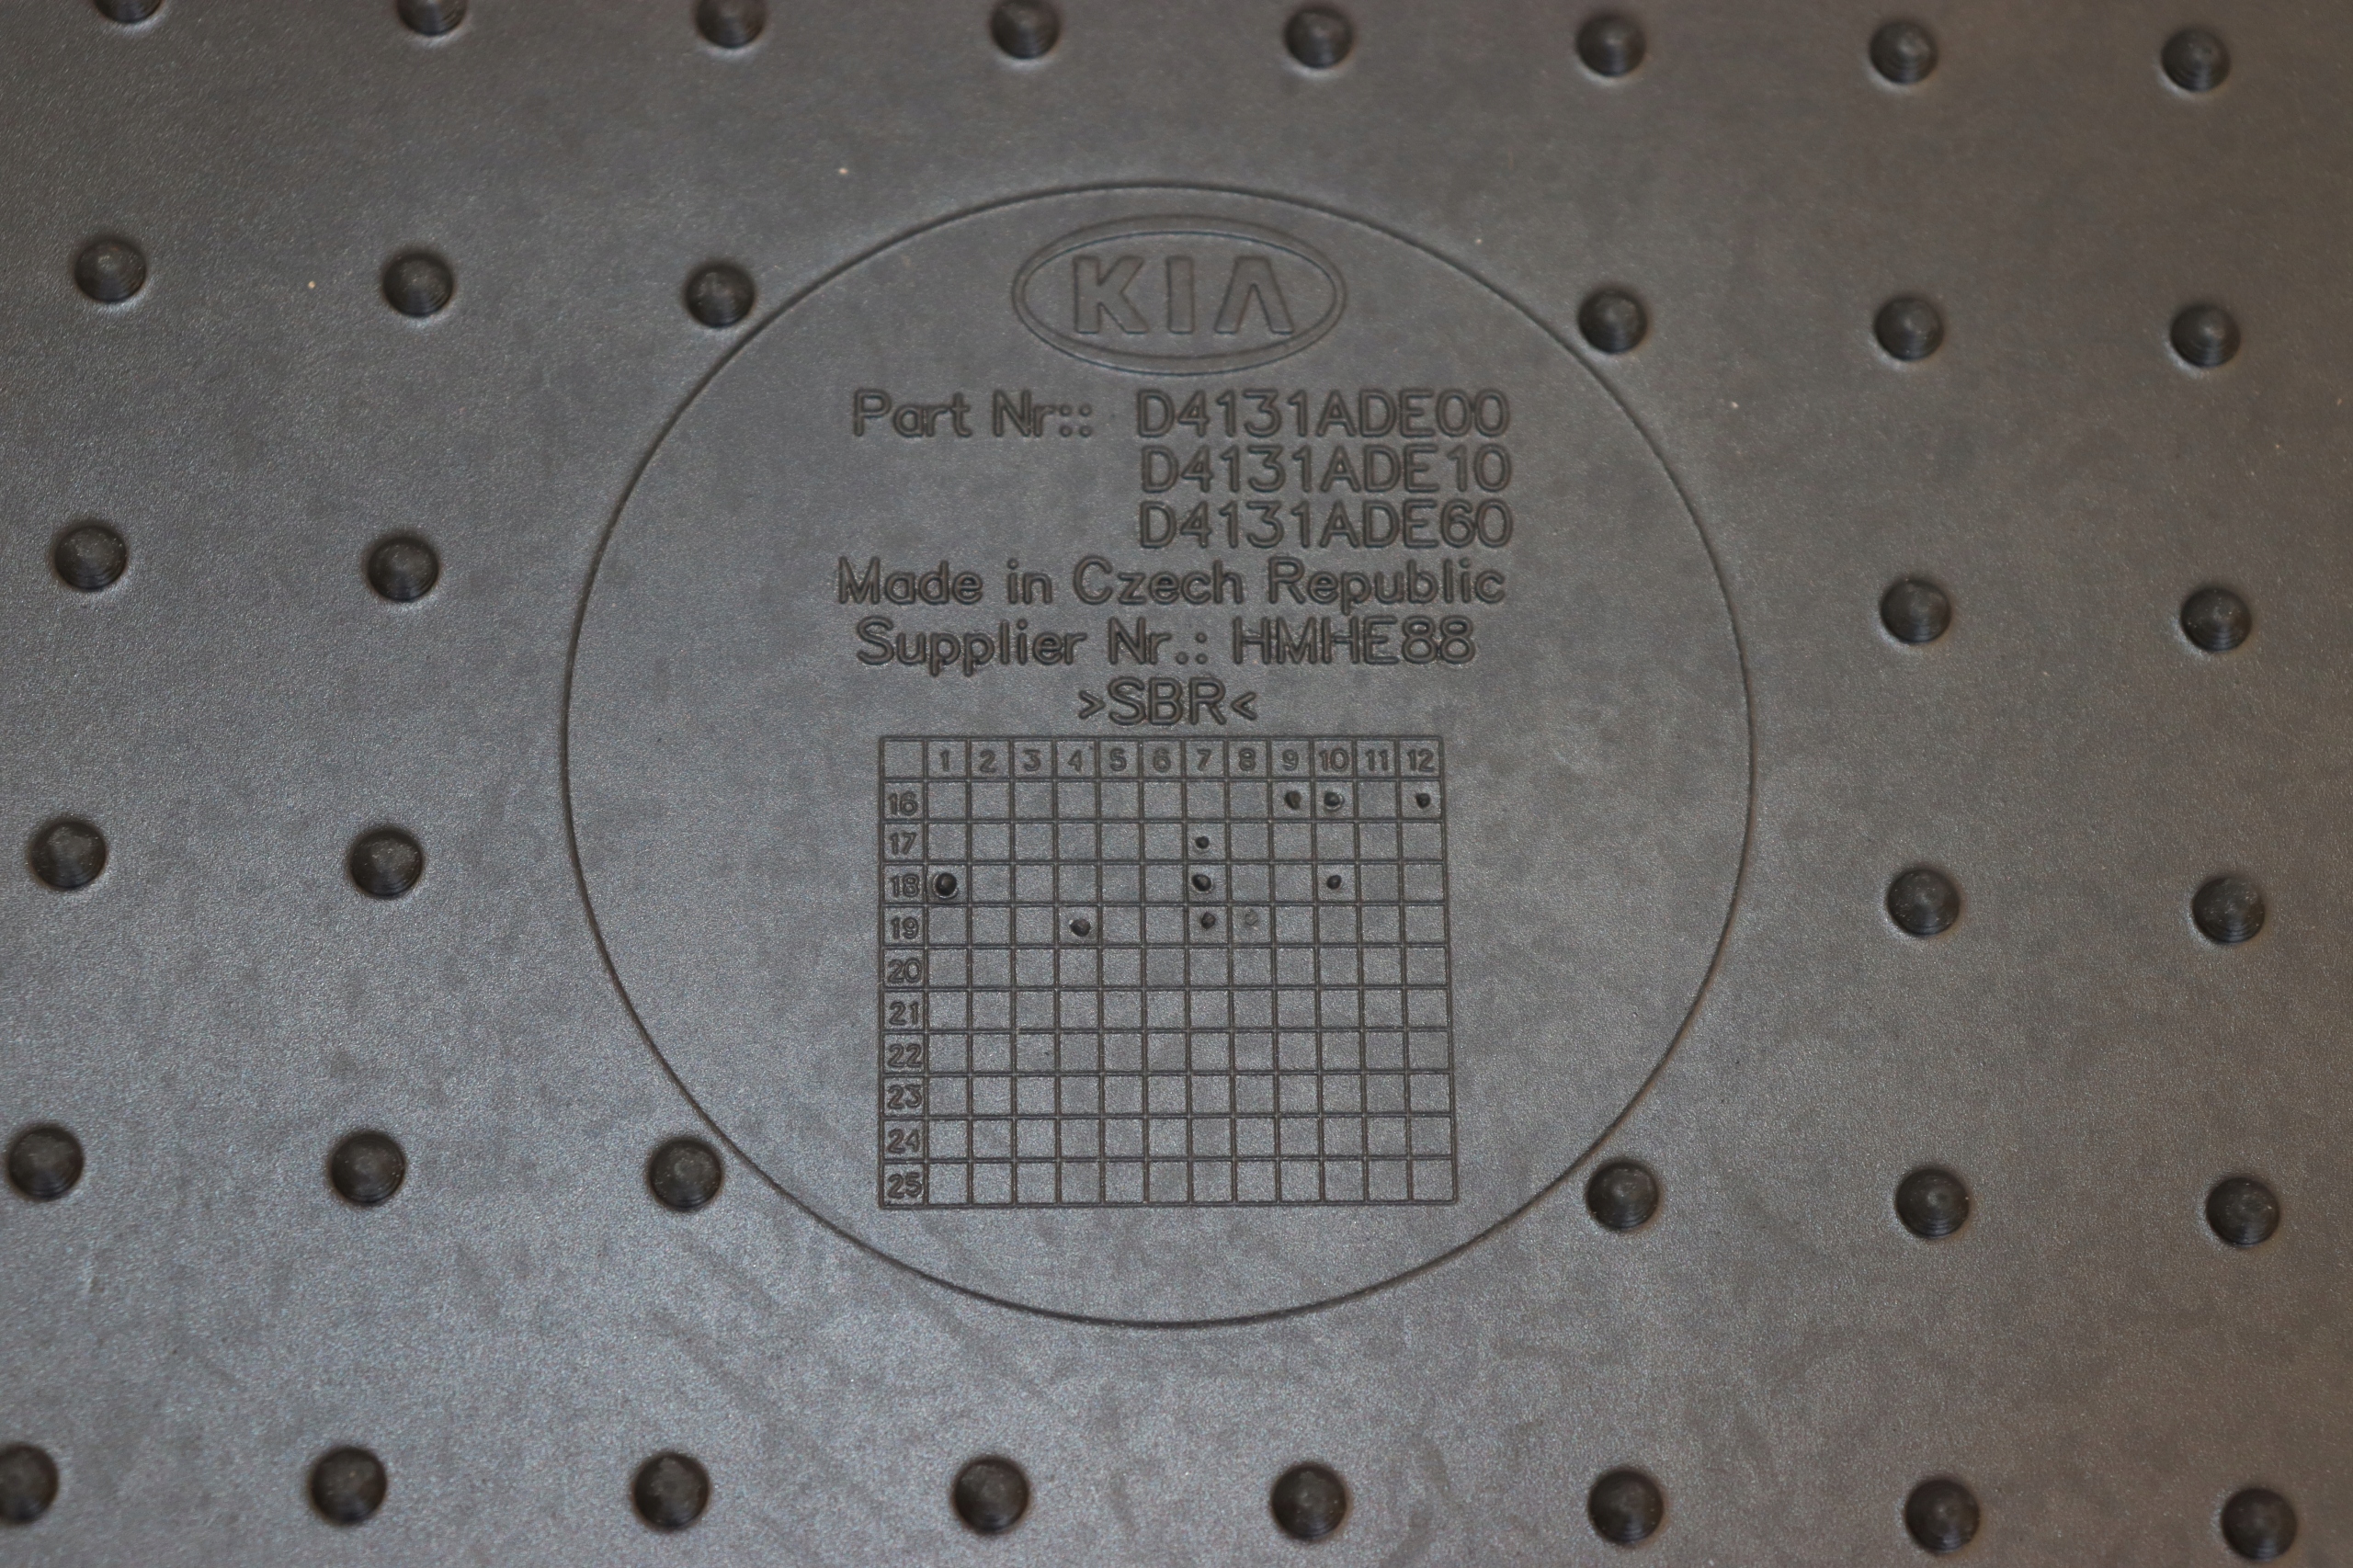 KIA
Part Nr:: D4131ADE00
D4131ADE10
D4131ADE60
Made in Czech Republic
Supplier Nr.: HMHE88
>SBR<
1 2 3 4 5 6 7 8 9 10 11 12
16
17
18
19
20
21
22
23
24
25